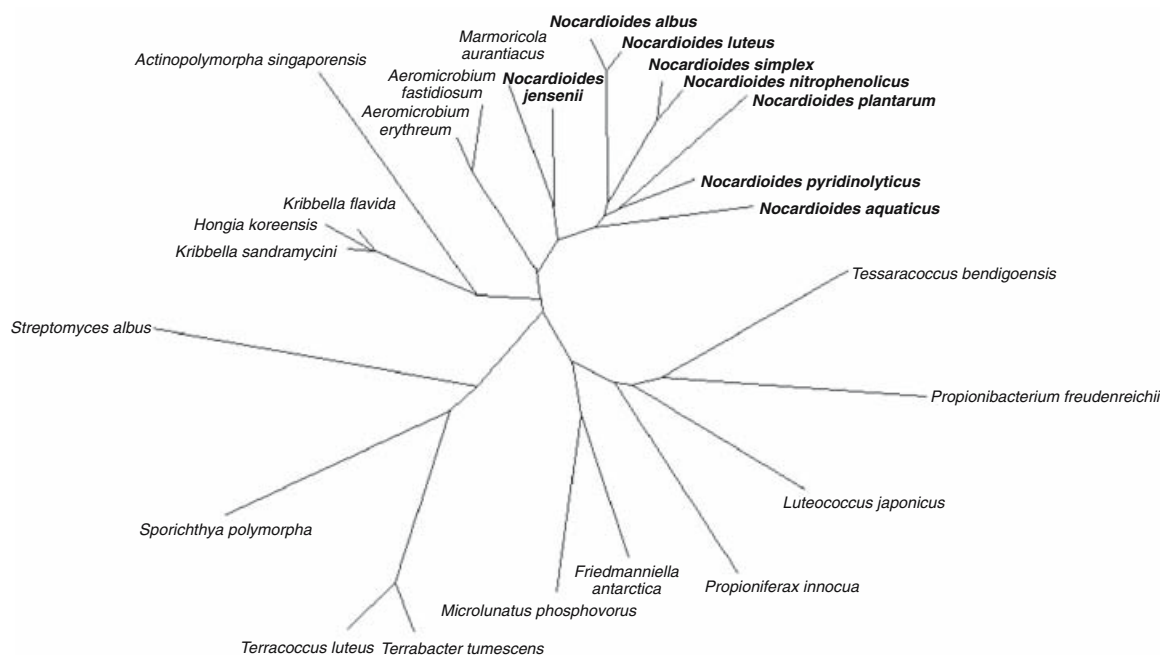 Nocardioides albus
Marmoricola
aurantiacus
Nocardioides luteus
Actinopolymorpha singaporensis
Nocardioides simplex
Aeromicrobium
fastidiosum
Nocardioides
jensenii
Nocardioides nitrophenolicus
Nocardioides plantarum
Aeromicrobium
erythreum
Nocardioides pyridinolyticus
Kribbella flavida
Nocardioides aquaticus
Hongia koreensis
Kribbella sandramycini
Tessaracoccus bendigoensis
Streptomyces albus
Propionibacterium freudenreichii
Luteococcus japonicus
Sporichthya polymorpha
Friedmanniella
antarctica
Propioniferax innocua
Microlunatus phosphovorus
Terracoccus luteus
Terrabacter tumescens